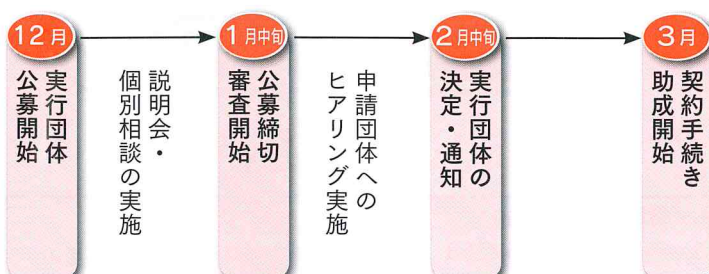 12月
実行団体
公募開始
説明会・
個別相談の実施
1月中旬
公募締切
審査開始
申請団体への
ヒアリング実施
2月中旬
実行団体の
決定・通知
3月
契約手続き
助成開始